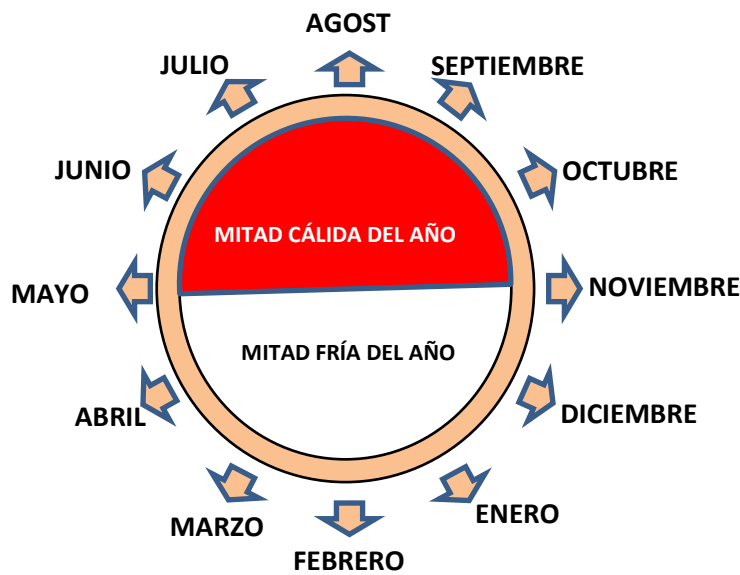 AGOST
JULIO
SEPTIEMBRE
JUNIO
OCTUBRE
MITAD CÁLIDA DEL AÑO
MAYO
NOVIEMBRE
MITAD FRÍA DEL AÑO
ABRIL
DICIEMBRE
MARZO
ENERO
FEBRERO